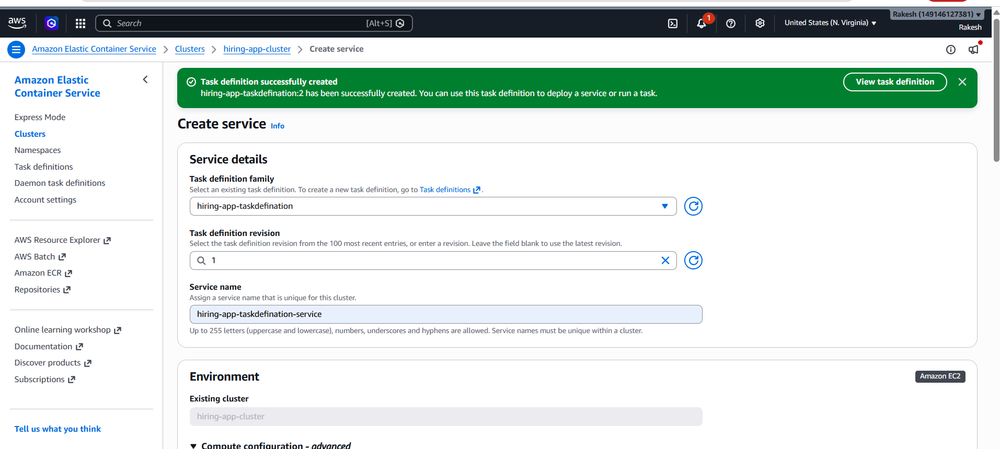 aws
Search
[Alt+S]
1
United States (N. Virginia)
Rakesh (149146127381)
Rakesh
Amazon Elastic Container Service
Clusters
hiring-app-cluster
Create service
Amazon Elastic
Container Service
Express Mode
Clusters
Namespaces
Task definitions
Daemon task definitions
Account settings
AWS Resource Explorer
AWS Batch
Amazon ECR
Repositories
Online learning workshop
Documentation
Discover products
Subscriptions
Tell us what you think
Task definition successfully created
hiring-app-taskdefination:2 has been successfully created. You can use this task definition to deploy a service or run a task.
View task definition
Create service Info
Service details
Task definition family
Select an existing task definition. To create a new task definition, go to Task definitions.
hiring-app-taskdefination
Task definition revision
Select the task definition revision from the 100 most recent entries, or enter a revision. Leave the field blank to use the latest revision.
1
Service name
Assign a service name that is unique for this cluster.
hiring-app-taskdefination-service
Up to 255 letters (uppercase and lowercase), numbers, underscores and hyphens are allowed. Service names must be unique within a cluster.
Environment
Amazon EC2
Existing cluster
hiring-app-cluster
Compute configuration - advanced